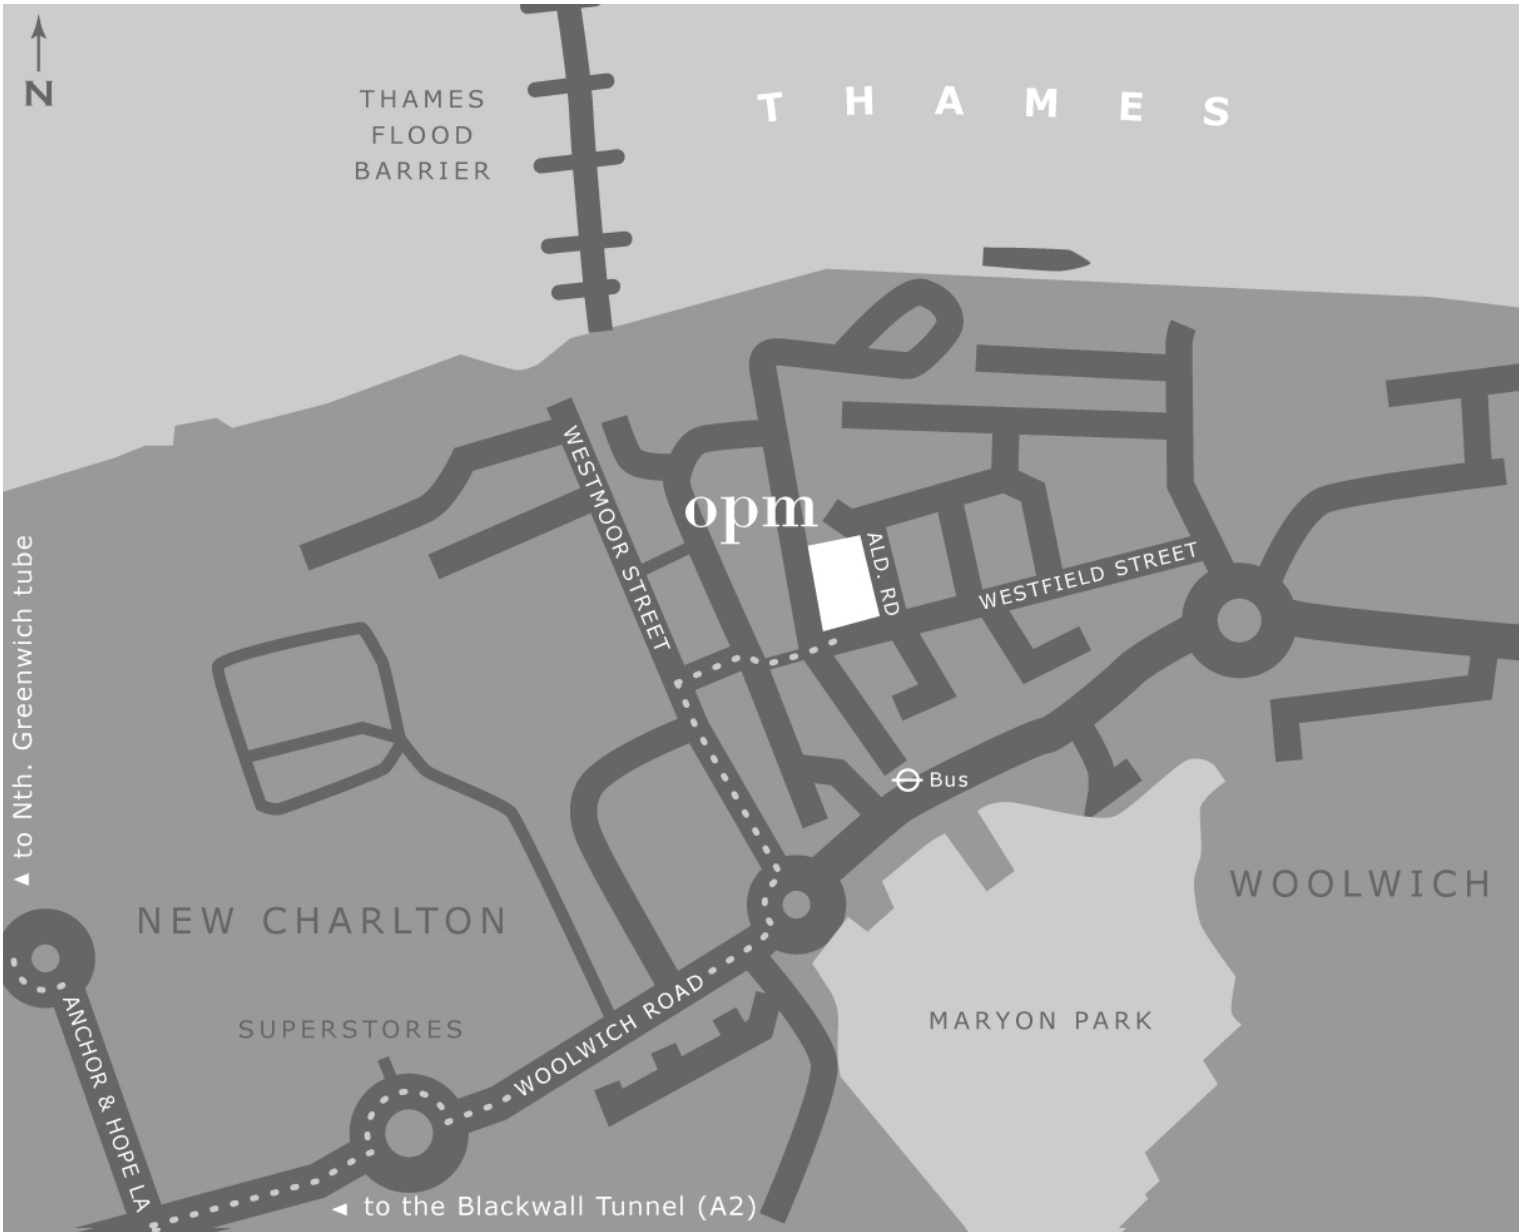 N
THAMES
FLOOD
BARRIER
THAMES
WESTMOOR STREET
opm
ALD. RD
WESTFIELD STREET
to Nth. Greenwich tube
Bus
NEW CHARLTON
WOOLWICH
ANCHOR & HOPE LA
SUPERSTORES
WOOLWICH ROAD
MARYON PARK
to the Blackwall Tunnel (A2)